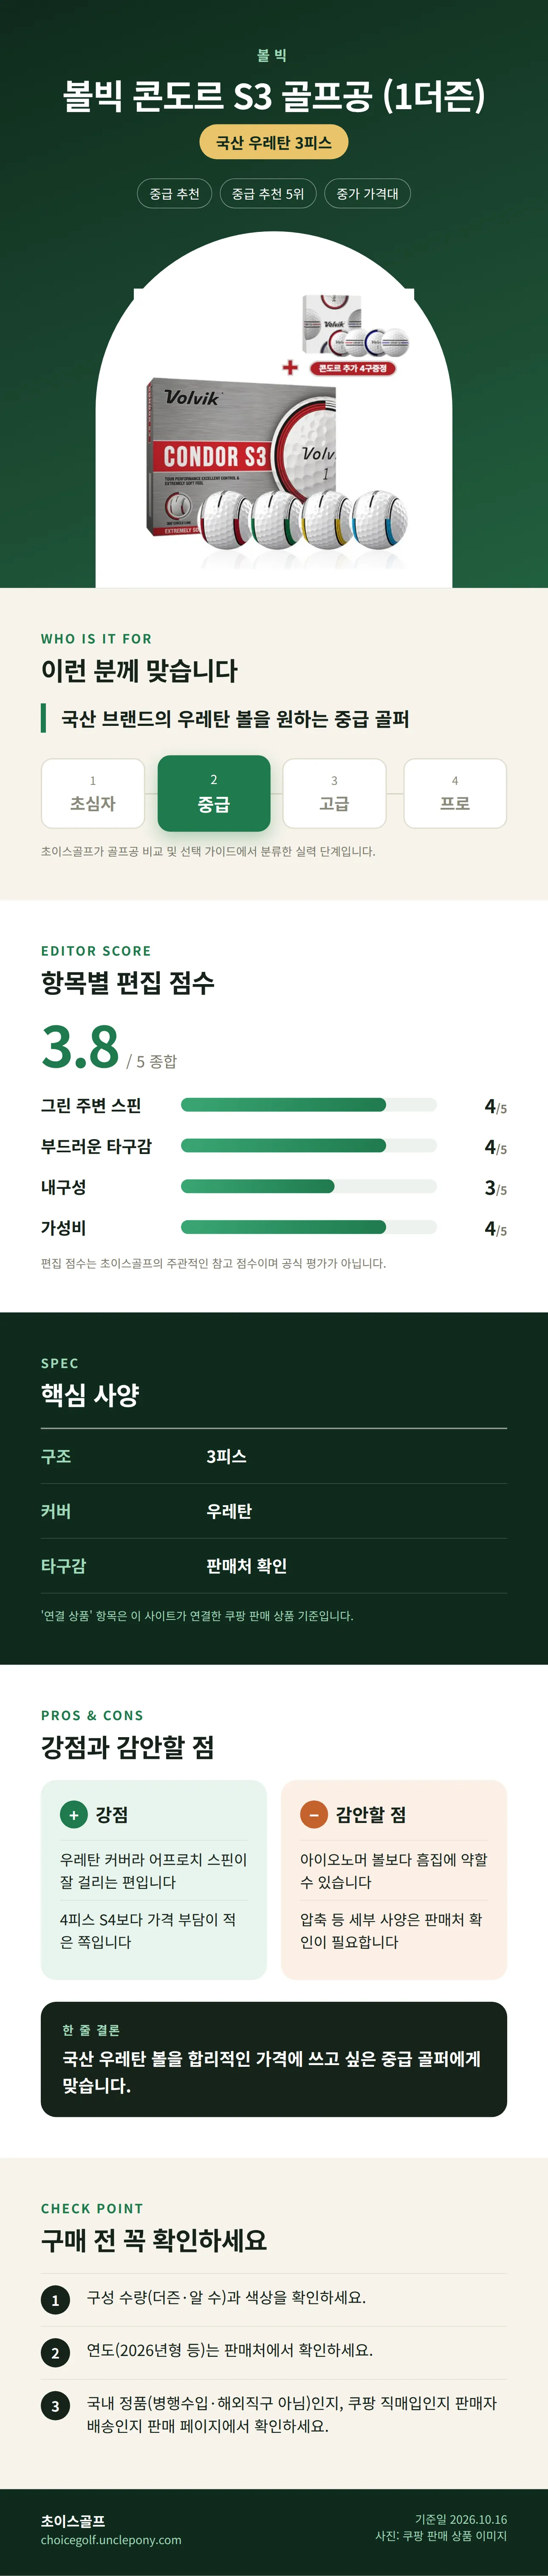 볼빅
볼빅 콘도르 S3 골프공 (1더즌)
국산 우레탄 3피스
중급 추천
중급 추천 5위
중가 가격대
Volvik
+ 콘도르 추가 4구증정
Volvik
CONDOR S3
TOUR PERFORMANCE EXCELLENT CONTROL &
EXTREMELY SOFT FEEL
Volv
1
WHO IS IT FOR
이런 분께 맞습니다
국산 브랜드의 우레탄 볼을 원하는 중급 골퍼
1
초심자
2
중급
3
고급
4
프로
초이스골프가 골프공 비교 및 선택 가이드에서 분류한 실력 단계입니다.
EDITOR SCORE
항목별 편집 점수
3.8 / 5 종합
그린 주변 스핀 4/5
부드러운 타구감 4/5
내구성 3/5
가성비 4/5
편집 점수는 초이스골프의 주관적인 참고 점수이며 공식 평가가 아닙니다.
SPEC
핵심 사양
구조 3피스
커버 우레탄
타구감 판매처 확인
'연결 상품' 항목은 이 사이트가 연결한 쿠팡 판매 상품 기준입니다.
PROS & CONS
강점과 감안할 점
+ 강점
우레탄 커버라 어프로치 스핀이
잘 걸리는 편입니다
4피스 S4보다 가격 부담이 적
은 쪽입니다
− 감안할 점
아이오노머 볼보다 흠집에 약할
수 있습니다
압축 등 세부 사양은 판매처 확
인이 필요합니다
한 줄 결론
국산 우레탄 볼을 합리적인 가격에 쓰고 싶은 중급 골퍼에게
맞습니다.
CHECK POINT
구매 전 꼭 확인하세요
1 구성 수량(더즌·알 수)과 색상을 확인하세요.
2 연도(2026년형 등)는 판매처에서 확인하세요.
3 국내 정품(병행수입·해외직구 아님)인지, 쿠팡 직매입인지 판매자
배송인지 판매 페이지에서 확인하세요.
초이스골프
choicegolf.unclepony.com
기준일 2026.10.16
사진: 쿠팡 판매 상품 이미지